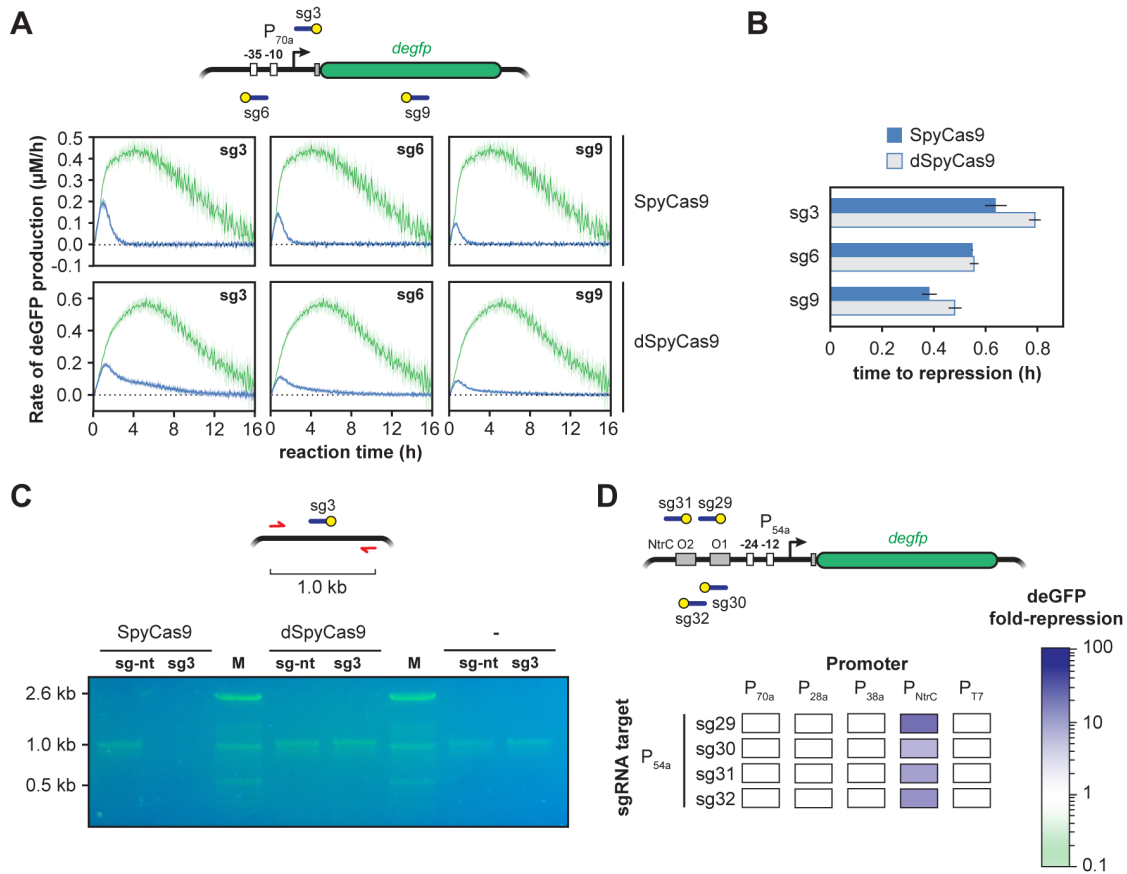 A
sg3
P70a
-35 -10
degfp
sg6
sg9
Rate of deGFP production (µM/h)
0.5
0.4
0.3
0.2
0.1
0.0
-0.1
sg3
sg6
sg9
SpyCas9
0.6
0.4
0.2
0.0
sg3
sg6
sg9
dSpyCas9
0 4 8 12 16 0 4 8 12 16 0 4 8 12 16
reaction time (h)
B
SpyCas9
dSpyCas9
sg3
sg6
sg9
0 0.2 0.4 0.6 0.8
time to repression (h)
C
sg3
1.0 kb
SpyCas9 dSpyCas9 -
sg-nt sg3 M sg-nt sg3 M sg-nt sg3
2.6 kb
1.0 kb
0.5 kb
D
sg31 sg29
P54a
NtrC O2 O1 -24 -12
degfp
sg30
sg32
deGFP
fold-repression
100
10
1
0.1
Promoter
P70a P28a P38a PNtrC PT7
sgRNA target
P54a
sg29
sg30
sg31
sg32